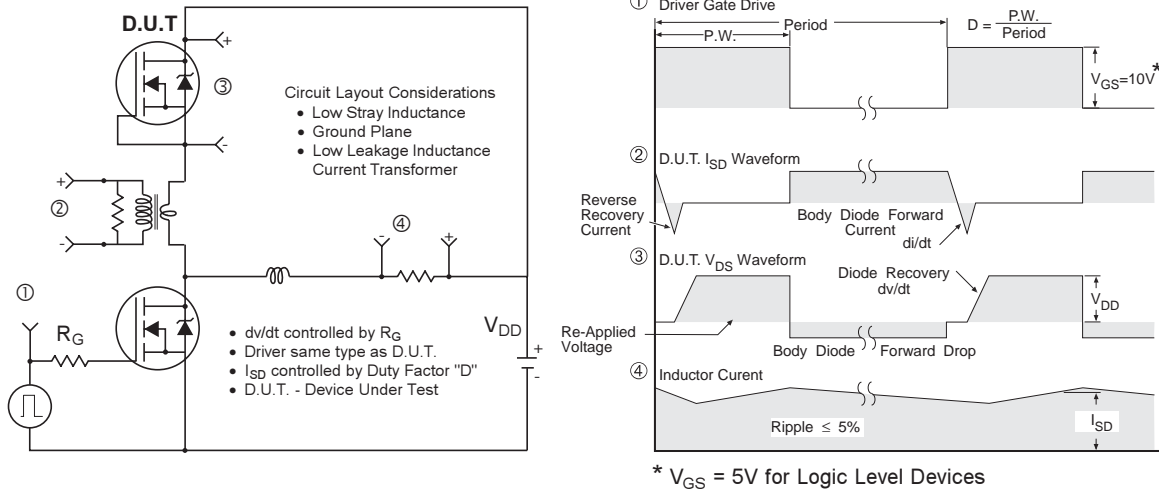 D.U.T
+
③
-
Circuit Layout Considerations
• Low Stray Inductance
• Ground Plane
• Low Leakage Inductance
Current Transformer
+
②
-
④
-
+
①
R_G
V_DD
+
-
• dv/dt controlled by R_G
• Driver same type as D.U.T.
• I_SD controlled by Duty Factor "D"
• D.U.T. - Device Under Test
① Driver Gate Drive
P.W.
Period
D = P.W. / Period
V_GS=10V *
② D.U.T. I_SD Waveform
Reverse
Recovery
Current
Body Diode Forward
Current
di/dt
③ D.U.T. V_DS Waveform
Diode Recovery
dv/dt
V_DD
Re-Applied
Voltage
Body Diode Forward Drop
④ Inductor Curent
Ripple ≤ 5%
I_SD
* V_GS = 5V for Logic Level Devices